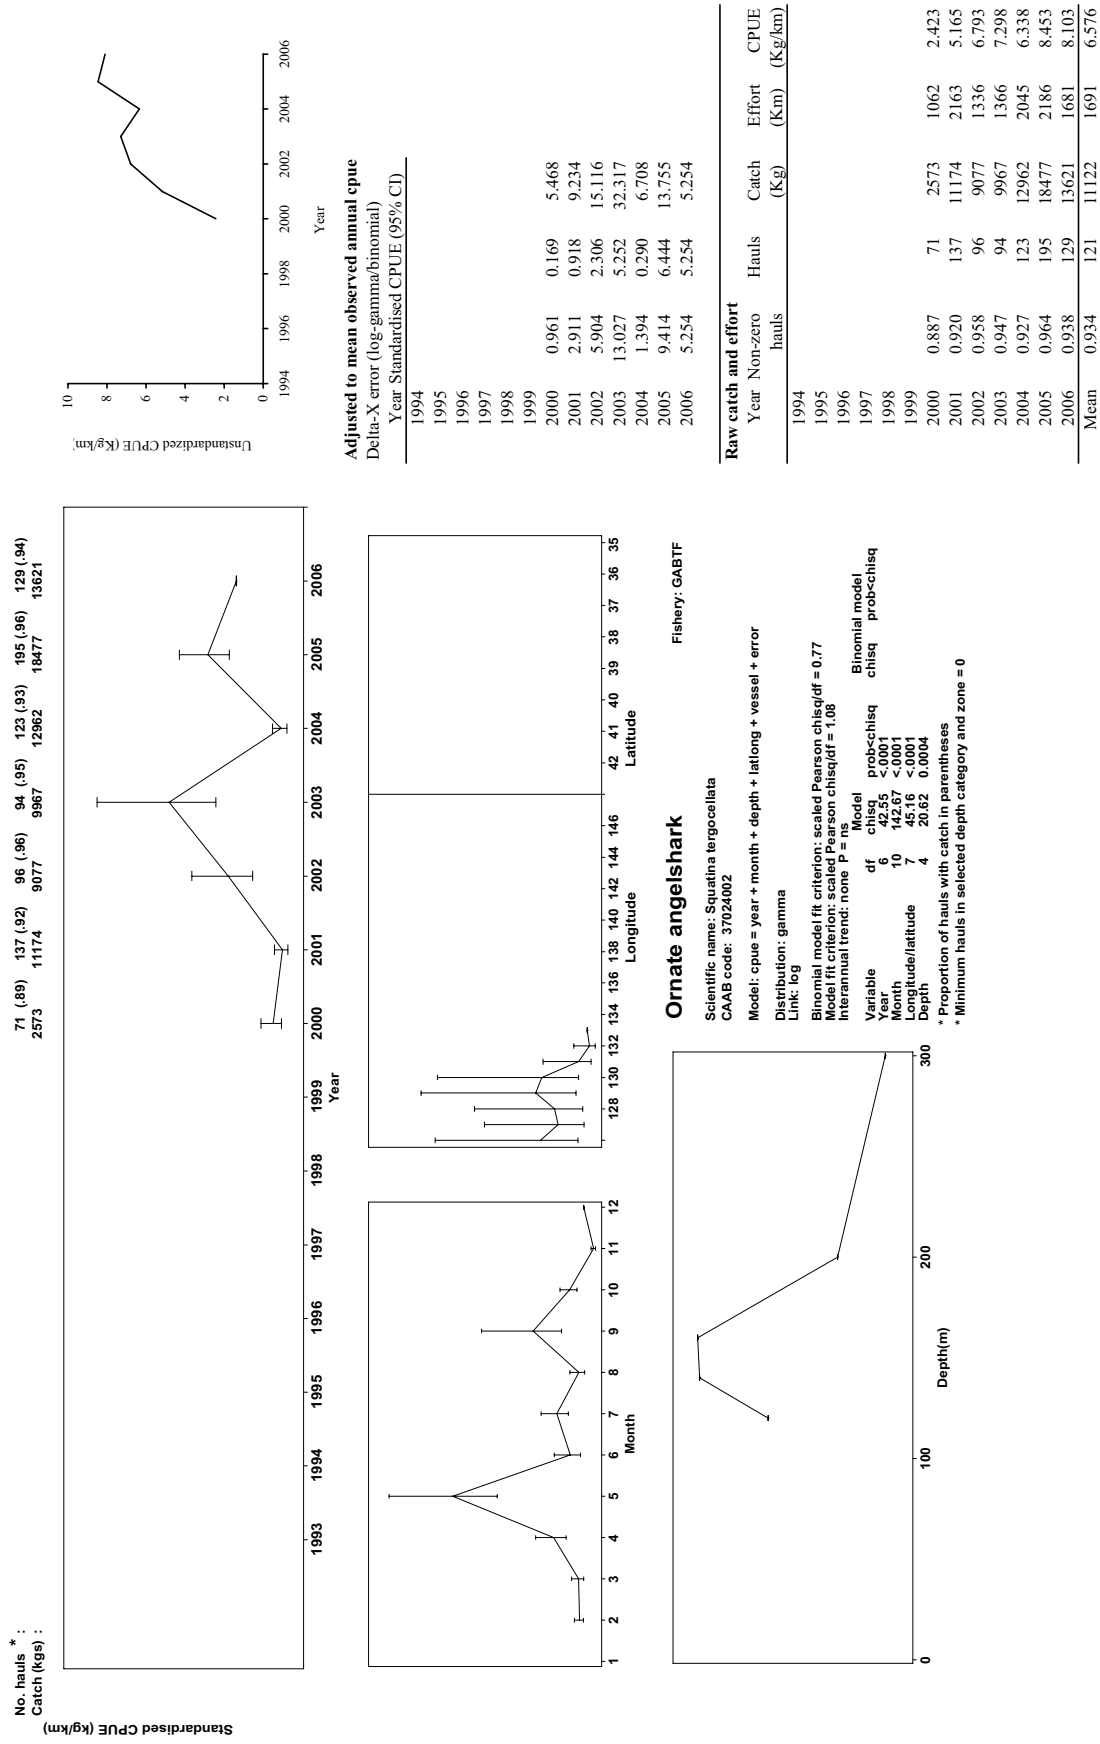 No. hauls * : 71 (.89) 137 (.92) 96 (.96) 94 (.95) 123 (.93) 195 (.96) 129 (.94)
Catch (kgs) : 2573 11174 9077 9967 12962 18477 13621
Standardised CPUE (kg/km)
1993 1994 1995 1996 1997 1998 1999 2000 2001 2002 2003 2004 2005 2006
Year
1 2 3 4 5 6 7 8 9 10 11 12
Month
128 130 132 134 136 138 140 142 144 146
Longitude
42 41 40 39 38 37 36 35
Latitude
0 100 200 300
Depth(m)
Ornate angelshark
Fishery: GABTF
Scientific name: Squatina tergocellata
CAAB code: 37024002
Model: cpue = year + month + depth + latlong + vessel + error
Distribution: gamma
Link: log
Binomial model fit criterion: scaled Pearson chisq/df = 0.77
Model fit criterion: scaled Pearson chisq/df = 1.08
Interannual trend: none P = ns
Model Binomial model
Variable df chisq prob<chisq chisq prob<chisq
Year 6 42.55 <.0001
Month 10 142.67 <.0001
Longitude/latitude 7 45.16 <.0001
Depth 4 20.62 0.0004
* Proportion of hauls with catch in parentheses
* Minimum hauls in selected depth category and zone = 0
Unstandardized CPUE (Kg/km)
10
8
6
4
2
0
1994 1996 1998 2000 2002 2004 2006
Year
Adjusted to mean observed annual cpue
Delta-X error (log-gamma/binomial)
Year Standardised CPUE (95% CI)
1994
1995
1996
1997
1998
1999
2000 0.961 0.169 5.468
2001 2.911 0.918 9.234
2002 5.904 2.306 15.116
2003 13.027 5.252 32.317
2004 1.394 0.290 6.708
2005 9.414 6.444 13.755
2006 5.254 5.254 5.254
Raw catch and effort
Year Non-zero Hauls Catch Effort CPUE
hauls (Kg) (Km) (Kg/km)
1994
1995
1996
1997
1998
1999
2000 0.887 71 2573 1062 2.423
2001 0.920 137 11174 2163 5.165
2002 0.958 96 9077 1336 6.793
2003 0.947 94 9967 1366 7.298
2004 0.927 123 12962 2045 6.338
2005 0.964 195 18477 2186 8.453
2006 0.938 129 13621 1681 8.103
Mean 0.934 121 11122 1691 6.576